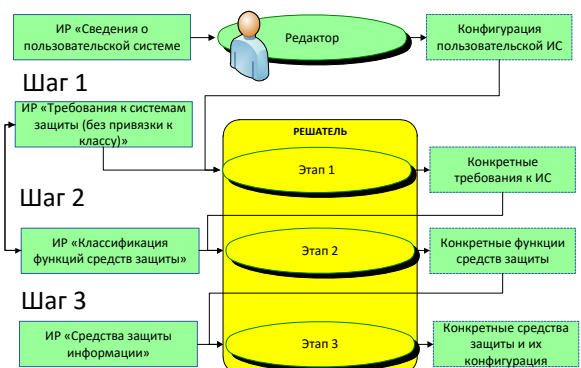 ИР «Сведения о
пользовательской системе
Редактор
Конфигурация
пользовательской ИС
Шаг 1
ИР «Требования к системам
защиты (без привязки к
классу)»
РЕШАТЕЛЬ
Этап 1
Конкретные
требования к ИС
Шаг 2
ИР «Классификация
функций средств защиты»
Этап 2
Конкретные функции
средств защиты
Шаг 3
ИР «Средства защиты
информации»
Этап 3
Конкретные средства
защиты и их
конфигурация